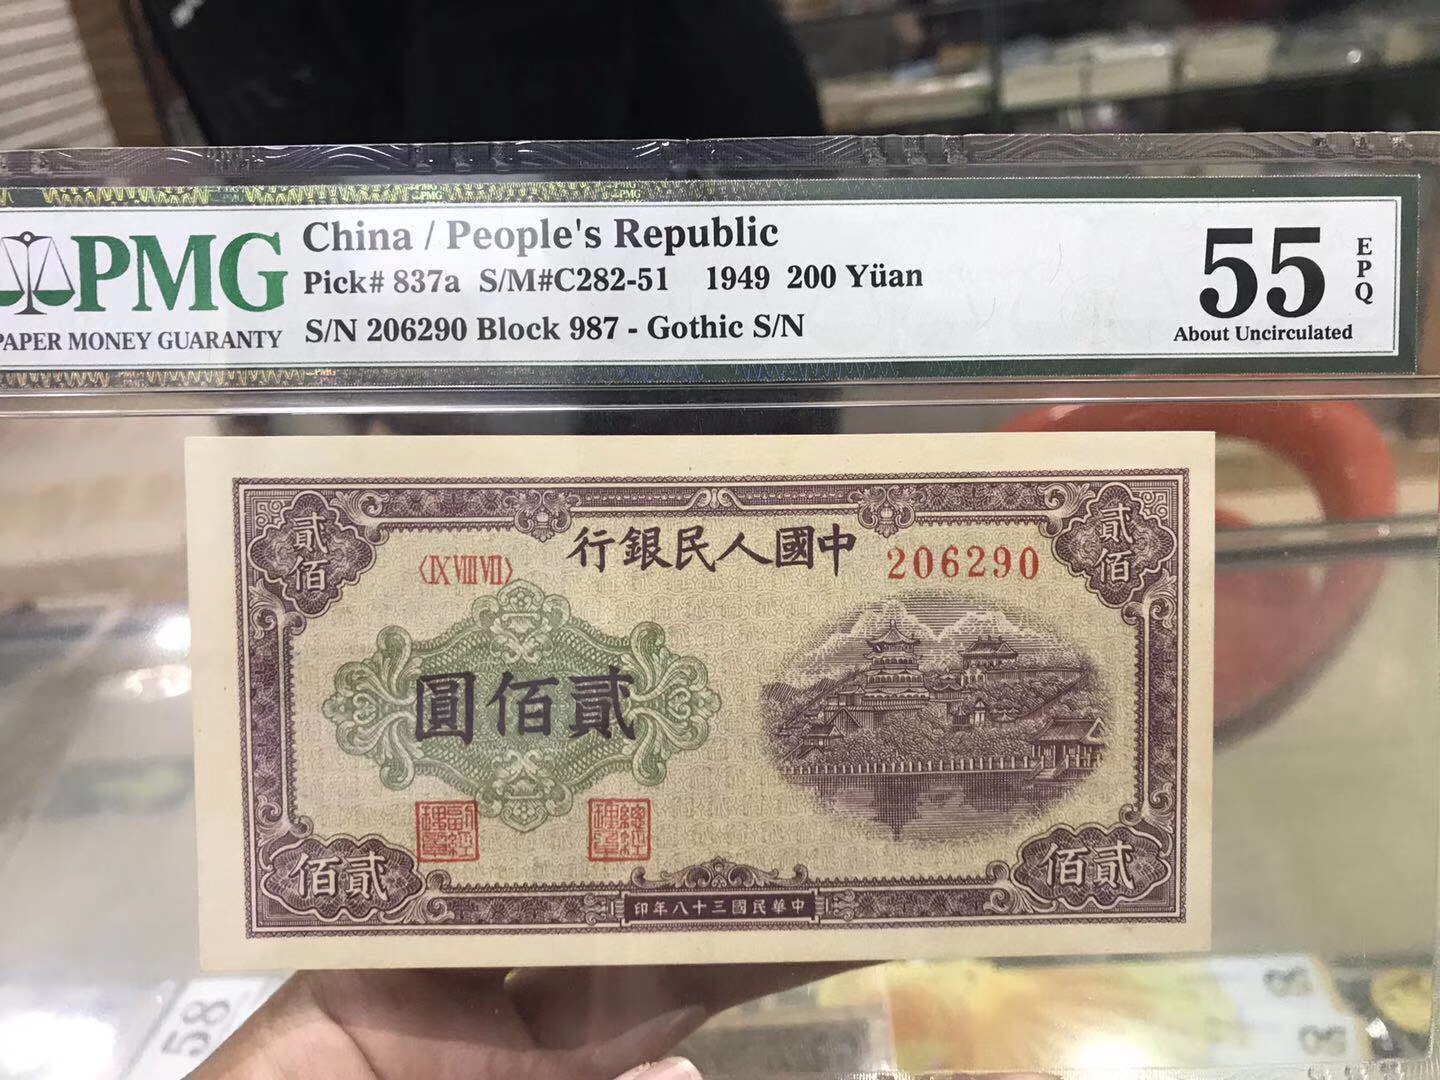 China / People's Republic
PMG
Pick# 837a S/M#C282-51 1949 200 Yüan
PAPER MONEY GUARANTY
S/N 206290 Block 987 - Gothic S/N
55
EPQ
About Uncirculated
行銀民人國中
〈IX VIII VII〉
206290
貳佰
貳佰
圓佰貳
佰貳
佰貳
印年八十三國民華中
58